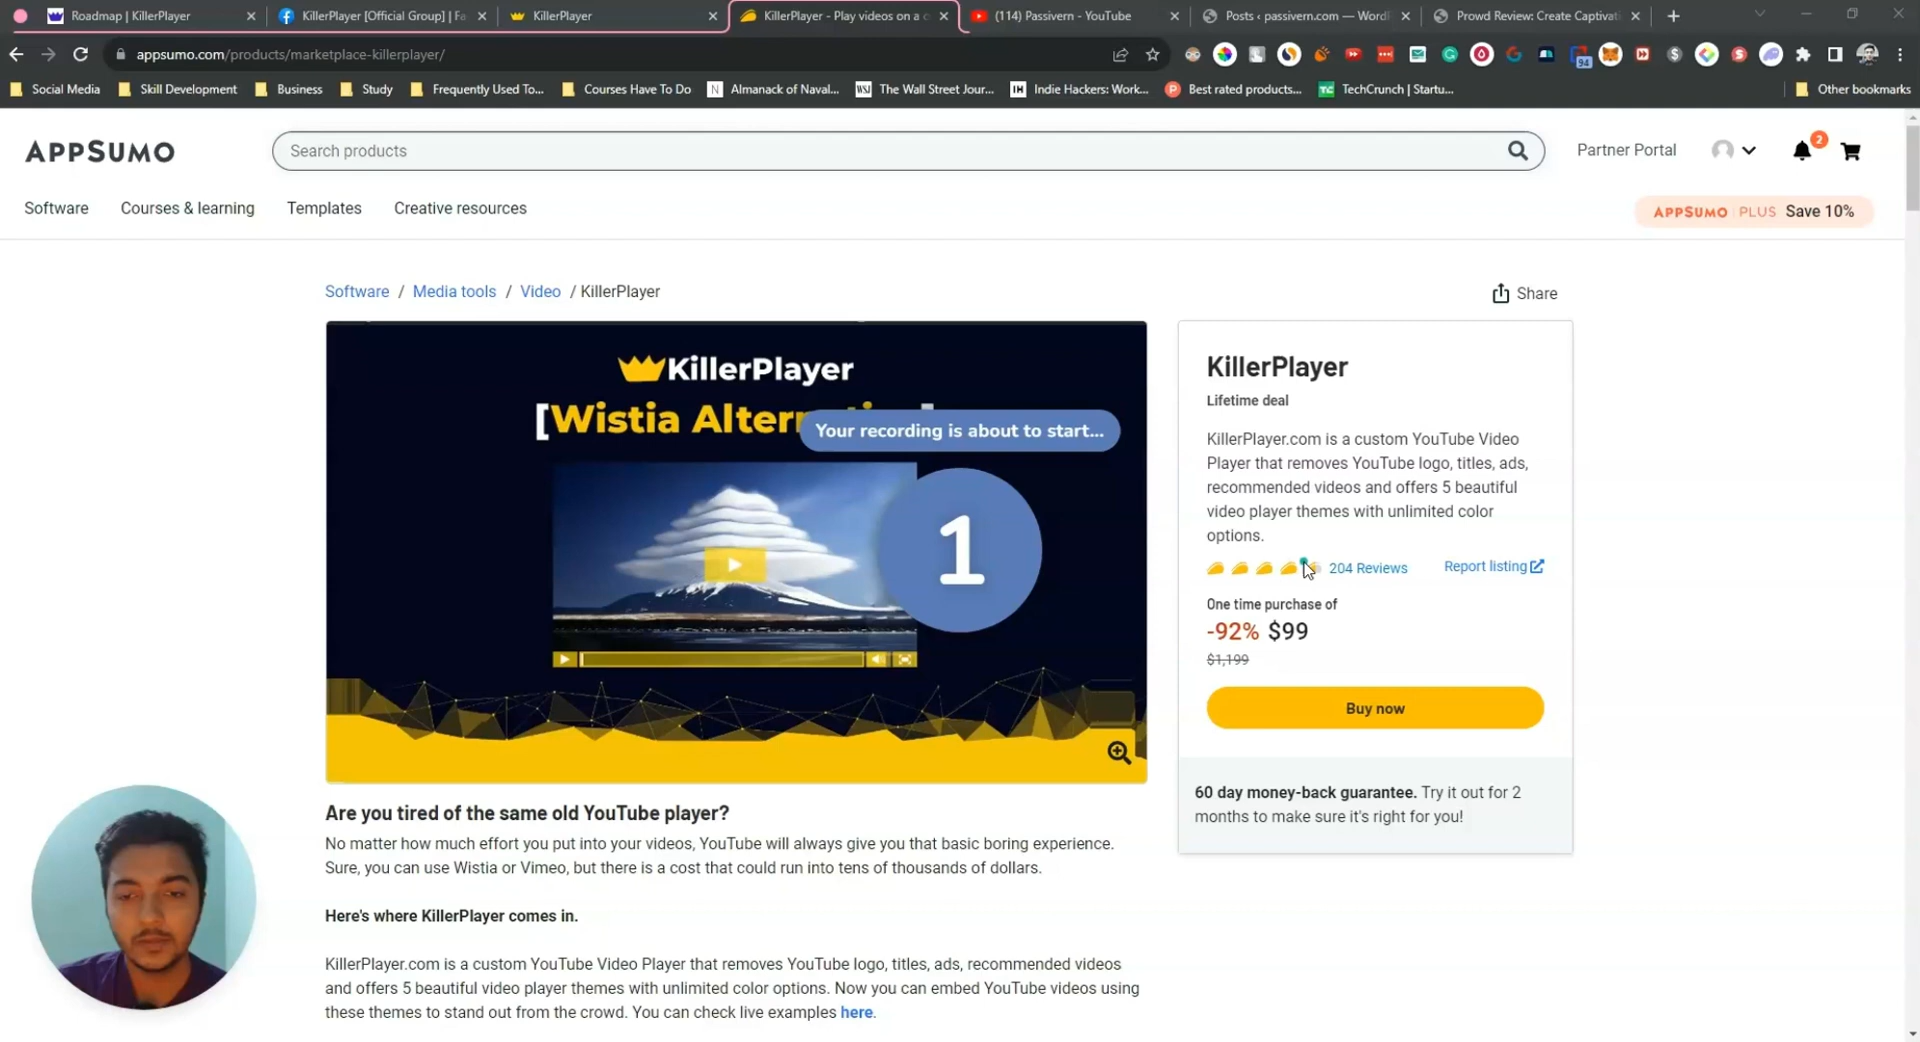 Roadmap | KillerPlayer
KillerPlayer [Official Group] | Fa
KillerPlayer
KillerPlayer - Play videos on a c
(114) Passivern - YouTube
Posts ‹ passivern.com — Word
Prowd Review: Create Captivati
appsumo.com/products/marketplace-killerplayer/
94
Social Media
Skill Development
Business
Study
Frequently Used To...
Courses Have To Do
N
Almanack of Naval...
WSJ
The Wall Street Jour...
IH
Indie Hackers: Work...
P
Best rated products...
TechCrunch | Startu...
Other bookmarks
APPSUMO
Search products
Partner Portal
2
Software
Courses & learning
Templates
Creative resources
APPSUMO PLUS Save 10%
Software / Media tools / Video / KillerPlayer
Share
KillerPlayer
[Wistia Altern
Your recording is about to start...
1
KillerPlayer
Lifetime deal
KillerPlayer.com is a custom YouTube Video
Player that removes YouTube logo, titles, ads,
recommended videos and offers 5 beautiful
video player themes with unlimited color
options.
204 Reviews
Report listing
One time purchase of
-92% $99
$1,199
Buy now
60 day money-back guarantee. Try it out for 2
months to make sure it's right for you!
Are you tired of the same old YouTube player?
No matter how much effort you put into your videos, YouTube will always give you that basic boring experience.
Sure, you can use Wistia or Vimeo, but there is a cost that could run into tens of thousands of dollars.
Here's where KillerPlayer comes in.
KillerPlayer.com is a custom YouTube Video Player that removes YouTube logo, titles, ads, recommended videos
and offers 5 beautiful video player themes with unlimited color options. Now you can embed YouTube videos using
these themes to stand out from the crowd. You can check live examples here.